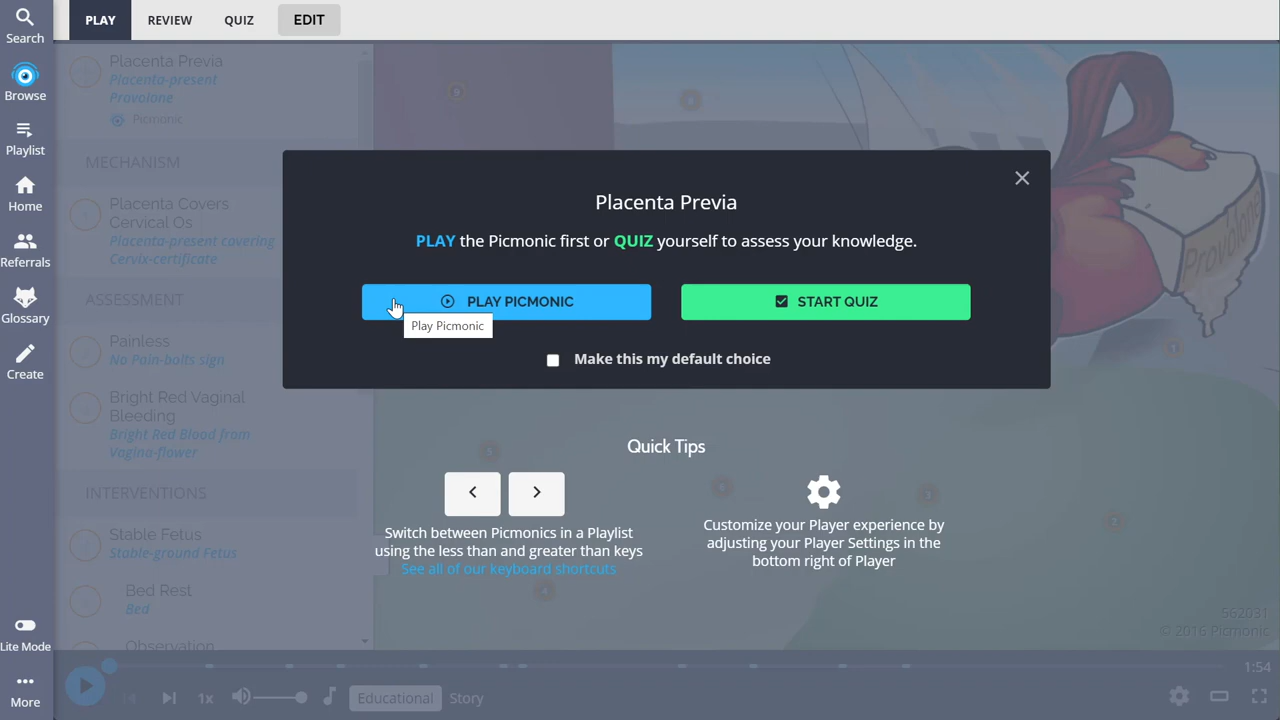 Search
Browse
Playlist
Home
Referrals
Glossary
Create
Lite Mode
More
PLAY
REVIEW
QUIZ
EDIT
Placenta Previa
Placenta-present
Provolone
Picmonic
MECHANISM
Placenta Covers
Cervical Os
Placenta-present covering
Cervix-certificate
ASSESSMENT
Painless
No Pain-bolts sign
Bright Red Vaginal
Bleeding
Bright Red Blood from
Vagina-flower
INTERVENTIONS
Stable Fetus
Stable-ground Fetus
Bed Rest
Bed
Observation
Provolone
Placenta Previa
PLAY the Picmonic first or QUIZ yourself to assess your knowledge.
PLAY PICMONIC
START QUIZ
Play Picmonic
Make this my default choice
Quick Tips
Switch between Picmonics in a Playlist
using the less than and greater than keys
See all of our keyboard shortcuts
Customize your Player experience by
adjusting your Player Settings in the
bottom right of Player
562031
© 2016 Picmonic
1:54
1x
Educational
Story